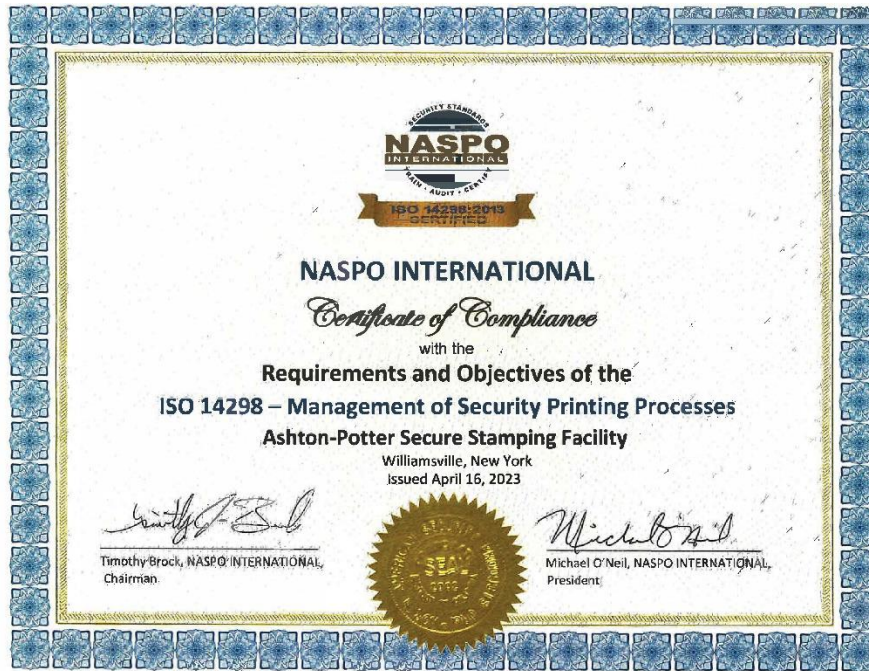 SECURITY STANDARDS
NASPO
INTERNATIONAL
TRAIN • AUDIT • CERTIFY
ISO 14298:2013
CERTIFIED
NASPO INTERNATIONAL
Certificate of Compliance
with the
Requirements and Objectives of the
ISO 14298 – Management of Security Printing Processes
Ashton-Potter Secure Stamping Facility
Williamsville, New York
Issued April 16, 2023
Timothy Brock, NASPO INTERNATIONAL,
Chairman
Michael O'Neil, NASPO INTERNATIONAL,
President
SEAL